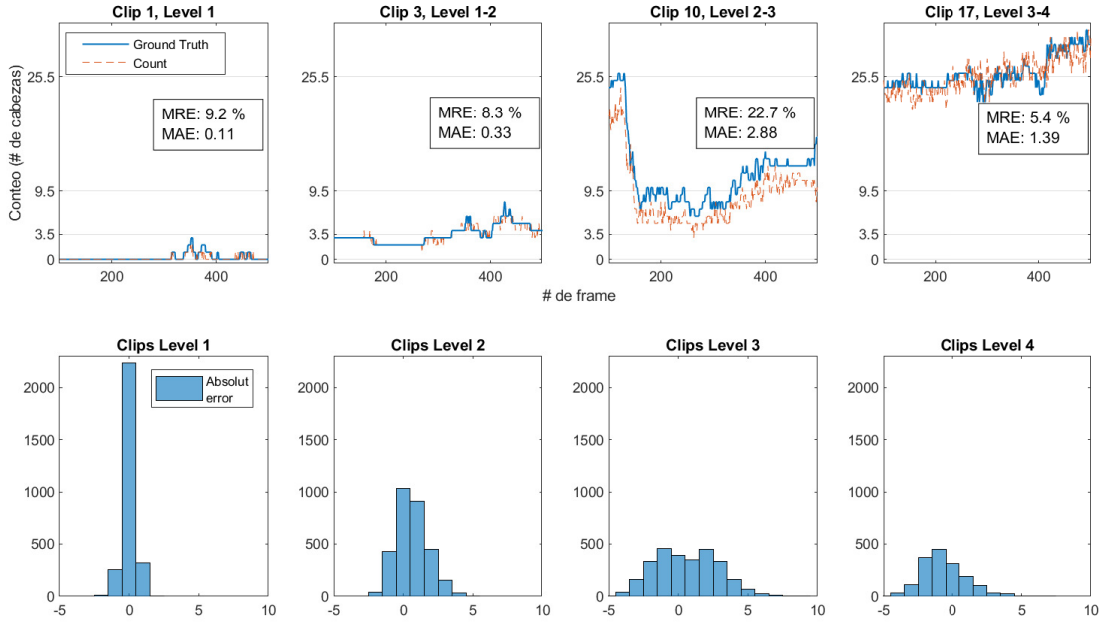 Clip 1, Level 1
Clip 3, Level 1-2
Clip 10, Level 2-3
Clip 17, Level 3-4
Conteo (# de cabezas)
Ground Truth
Count
25.5
9.5
3.5
0
MRE: 9.2 %
MAE: 0.11
200
400
25.5
9.5
3.5
0
MRE: 8.3 %
MAE: 0.33
200
400
25.5
9.5
3.5
0
MRE: 22.7 %
MAE: 2.88
200
400
25.5
9.5
3.5
0
MRE: 5.4 %
MAE: 1.39
200
400
# de frame
Clips Level 1
Clips Level 2
Clips Level 3
Clips Level 4
Absolut
error
2000
1500
1000
500
0
-5
0
5
10
2000
1500
1000
500
0
-5
0
5
10
2000
1500
1000
500
0
-5
0
5
10
2000
1500
1000
500
0
-5
0
5
10